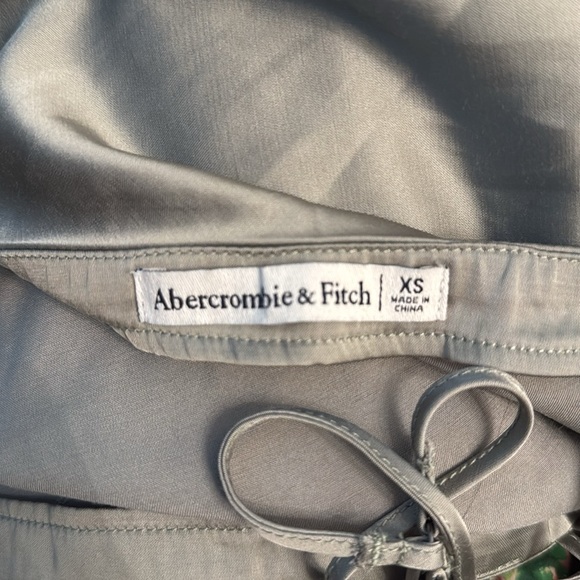 Abercrombie & Fitch
XS
MADE IN
CHINA